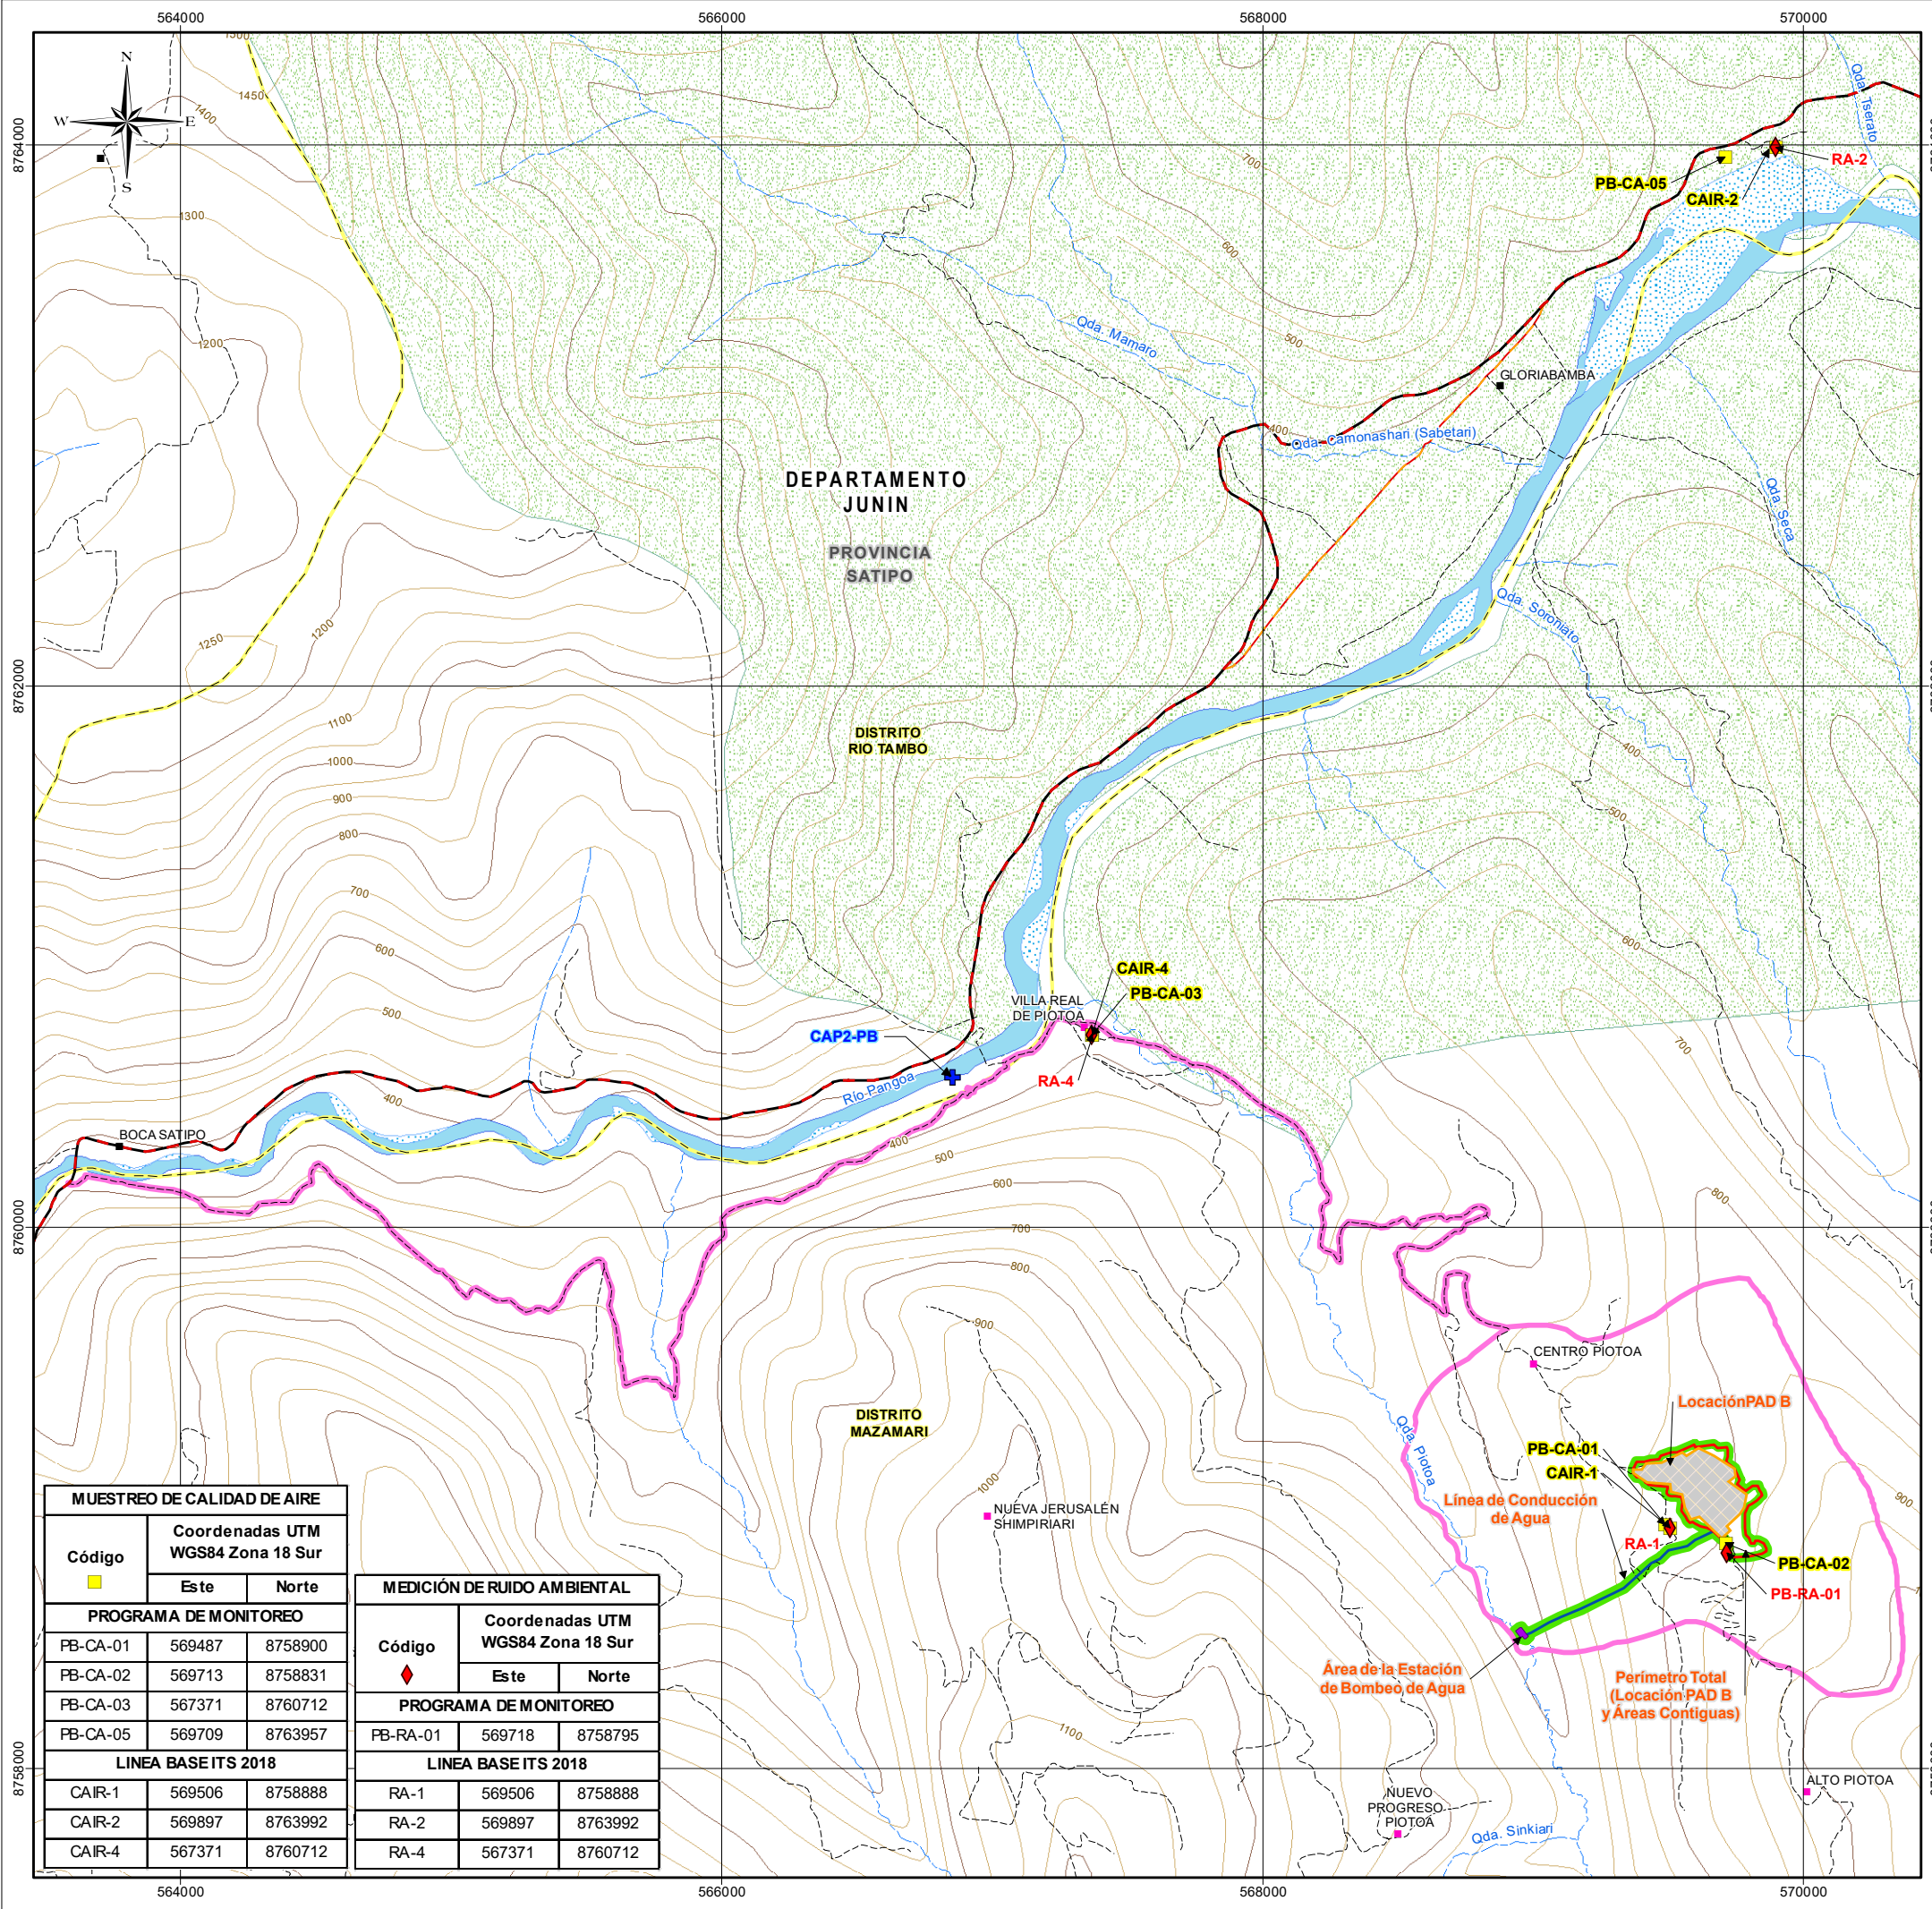 564000
566000
568000
570000
1500
1450
1400
1300
1200
1250
1200
1100
1000
900
800
700
600
500
400
N
W
E
S
8764000
8762000
8760000
8758000
700
600
500
400
Qda. Tserato
PB-CA-05
CAIR-2
RA-2
Qda. Mamaro
GLORIABAMBA
Qda. Camonashari (Sabetari)
DEPARTAMENTO
JUNIN
PROVINCIA
SATIPO
Qda. Seca
Qda. Soroniato
DISTRITO
RIO TAMBO
400
500
600
700
800
900
CAIR-4
PB-CA-03
VILLA REAL
DE PIOTOA
CAP2-PB
RA-4
Río Pangoa
BOCA SATIPO
400
500
600
700
800
900
1000
1100
CENTRO PIOTOA
LocaciónPAD B
DISTRITO
MAZAMARI
Qda. Piotoa
PB-CA-01
CAIR-1
Línea de Conducción
de Agua
RA-1
PB-CA-02
PB-RA-01
NUEVA JERUSALÉN
SHIMPIRIARI
Área de la Estación
de Bombeo de Agua
Perímetro Total
(Locación PAD B
y Áreas Contiguas)
ALTO PIOTOA
NUEVO
PROGRESO
PIOTOA
Qda. Sinkiari
MUESTREO DE CALIDAD DE AIRE
Código
Coordenadas UTM
WGS84 Zona 18 Sur
Este Norte
PROGRAMA DE MONITOREO
PB-CA-01 569487 8758900
PB-CA-02 569713 8758831
PB-CA-03 567371 8760712
PB-CA-05 569709 8763957
LINEA BASE ITS 2018
CAIR-1 569506 8758888
CAIR-2 569897 8763992
CAIR-4 567371 8760712
MEDICIÓN DE RUIDO AMBIENTAL
Código
Coordenadas UTM
WGS84 Zona 18 Sur
Este Norte
PROGRAMA DE MONITOREO
PB-RA-01 569718 8758795
LINEA BASE ITS 2018
RA-1 569506 8758888
RA-2 569897 8763992
RA-4 567371 8760712
564000
566000
568000
570000